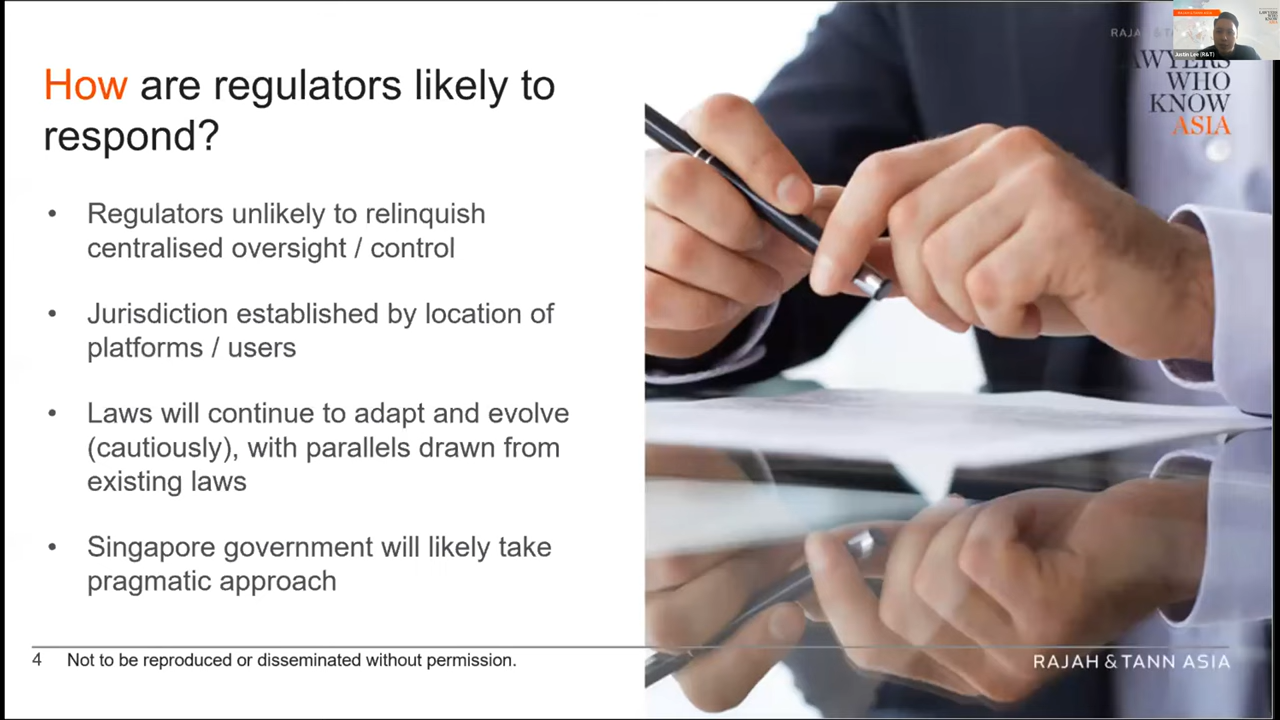 How are regulators likely to
respond?
• Regulators unlikely to relinquish
centralised oversight / control
• Jurisdiction established by location of
platforms / users
• Laws will continue to adapt and evolve
(cautiously), with parallels drawn from
existing laws
• Singapore government will likely take
pragmatic approach
4 Not to be reproduced or disseminated without permission.
LAWYERS
WHO
KNOW
ASIA
Justin Lee (R&T)
RAJAH & TANN ASIA